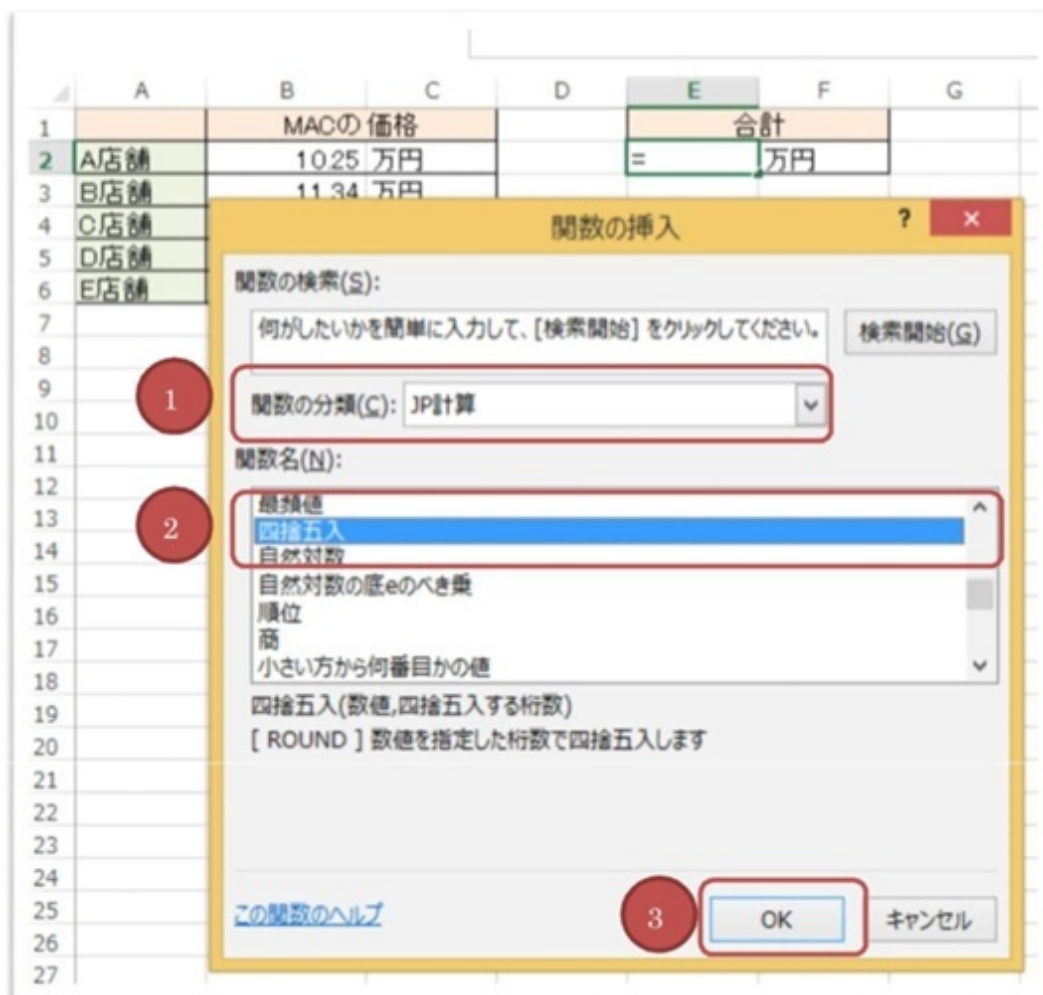 A B C D E F G
1 MACの 価格 合計
2 A店舗 10.25 万円 = 万円
3 B店舗 11.34 万円
4 C店舗
5 D店舗
6 E店舗
7
8
9
10
11
12
13
14
15
16
17
18
19
20
21
22
23
24
25
26
27
関数の挿入 ? ×
関数の検索(S):
何がしたいかを簡単に入力して、[検索開始] をクリックしてください。 検索開始(G)
1
関数の分類(C): JP計算
関数名(N):
最頻値
2
四捨五入
自然対数
自然対数の底eのべき乗
順位
商
小さい方から何番目かの値
四捨五入(数値,四捨五入する桁数)
[ ROUND ] 数値を指定した桁数で四捨五入します
この関数のヘルプ 3 OK キャンセル